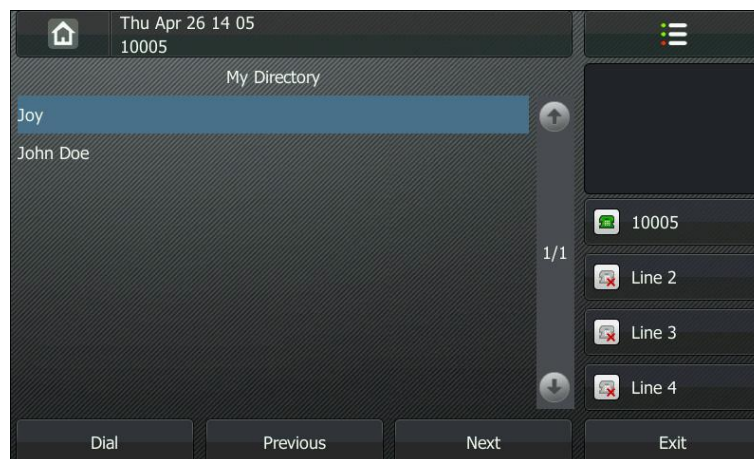 Thu Apr 26 14 05
10005
My Directory
Joy
John Doe
1/1
10005
Line 2
Line 3
Line 4
Dial
Previous
Next
Exit